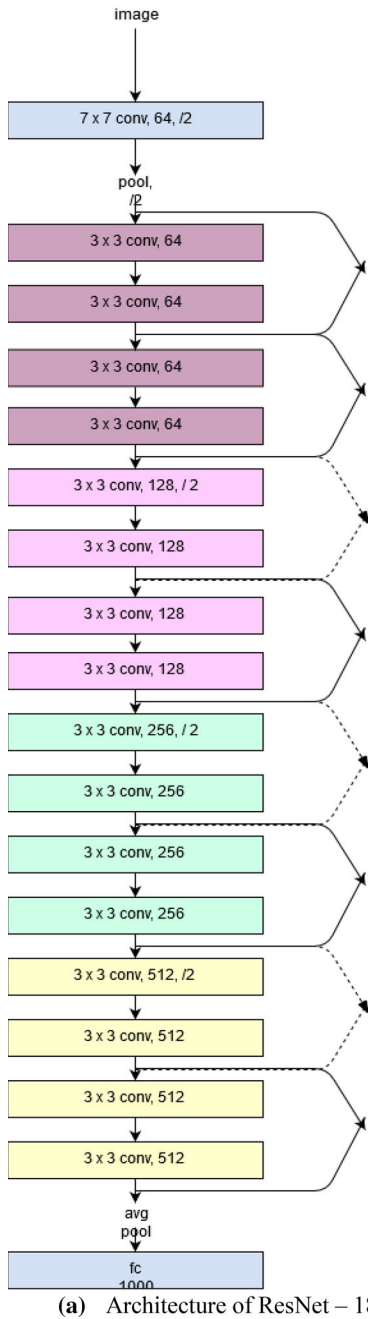 image
7 x 7 conv, 64, /2
pool,
/2
3 x 3 conv, 64
3 x 3 conv, 64
3 x 3 conv, 64
3 x 3 conv, 64
3 x 3 conv, 128, / 2
3 x 3 conv, 128
3 x 3 conv, 128
3 x 3 conv, 128
3 x 3 conv, 256, / 2
3 x 3 conv, 256
3 x 3 conv, 256
3 x 3 conv, 256
3 x 3 conv, 512, /2
3 x 3 conv, 512
3 x 3 conv, 512
3 x 3 conv, 512
avg
pool
fc
1000
(a) Architecture of ResNet – 18